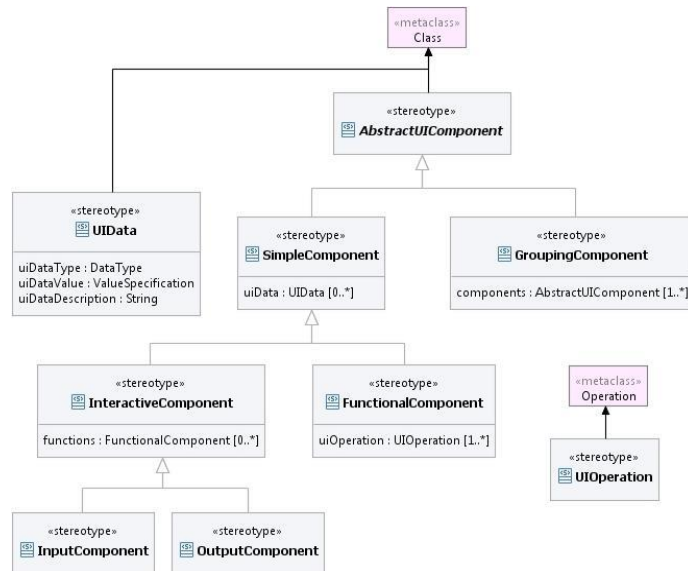 «metaclass»
Class
«stereotype»
AbstractUIComponent
«stereotype»
UIData
uiDataType : DataType
uiDataValue : ValueSpecification
uiDataDescription : String
«stereotype»
SimpleComponent
uiData : UIData [0..*]
«stereotype»
GroupingComponent
components : AbstractUIComponent [1..*]
«stereotype»
InteractiveComponent
functions : FunctionalComponent [0..*]
«stereotype»
FunctionalComponent
uiOperation : UIOperation [1..*]
«metaclass»
Operation
«stereotype»
UIOperation
«stereotype»
InputComponent
«stereotype»
OutputComponent